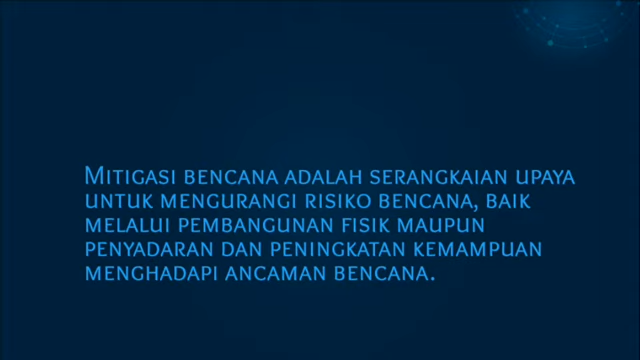 Mitigasi bencana adalah serangkaian upaya
untuk mengurangi risiko bencana, baik
melalui pembangunan fisik maupun
penyadaran dan peningkatan kemampuan
menghadapi ancaman bencana.